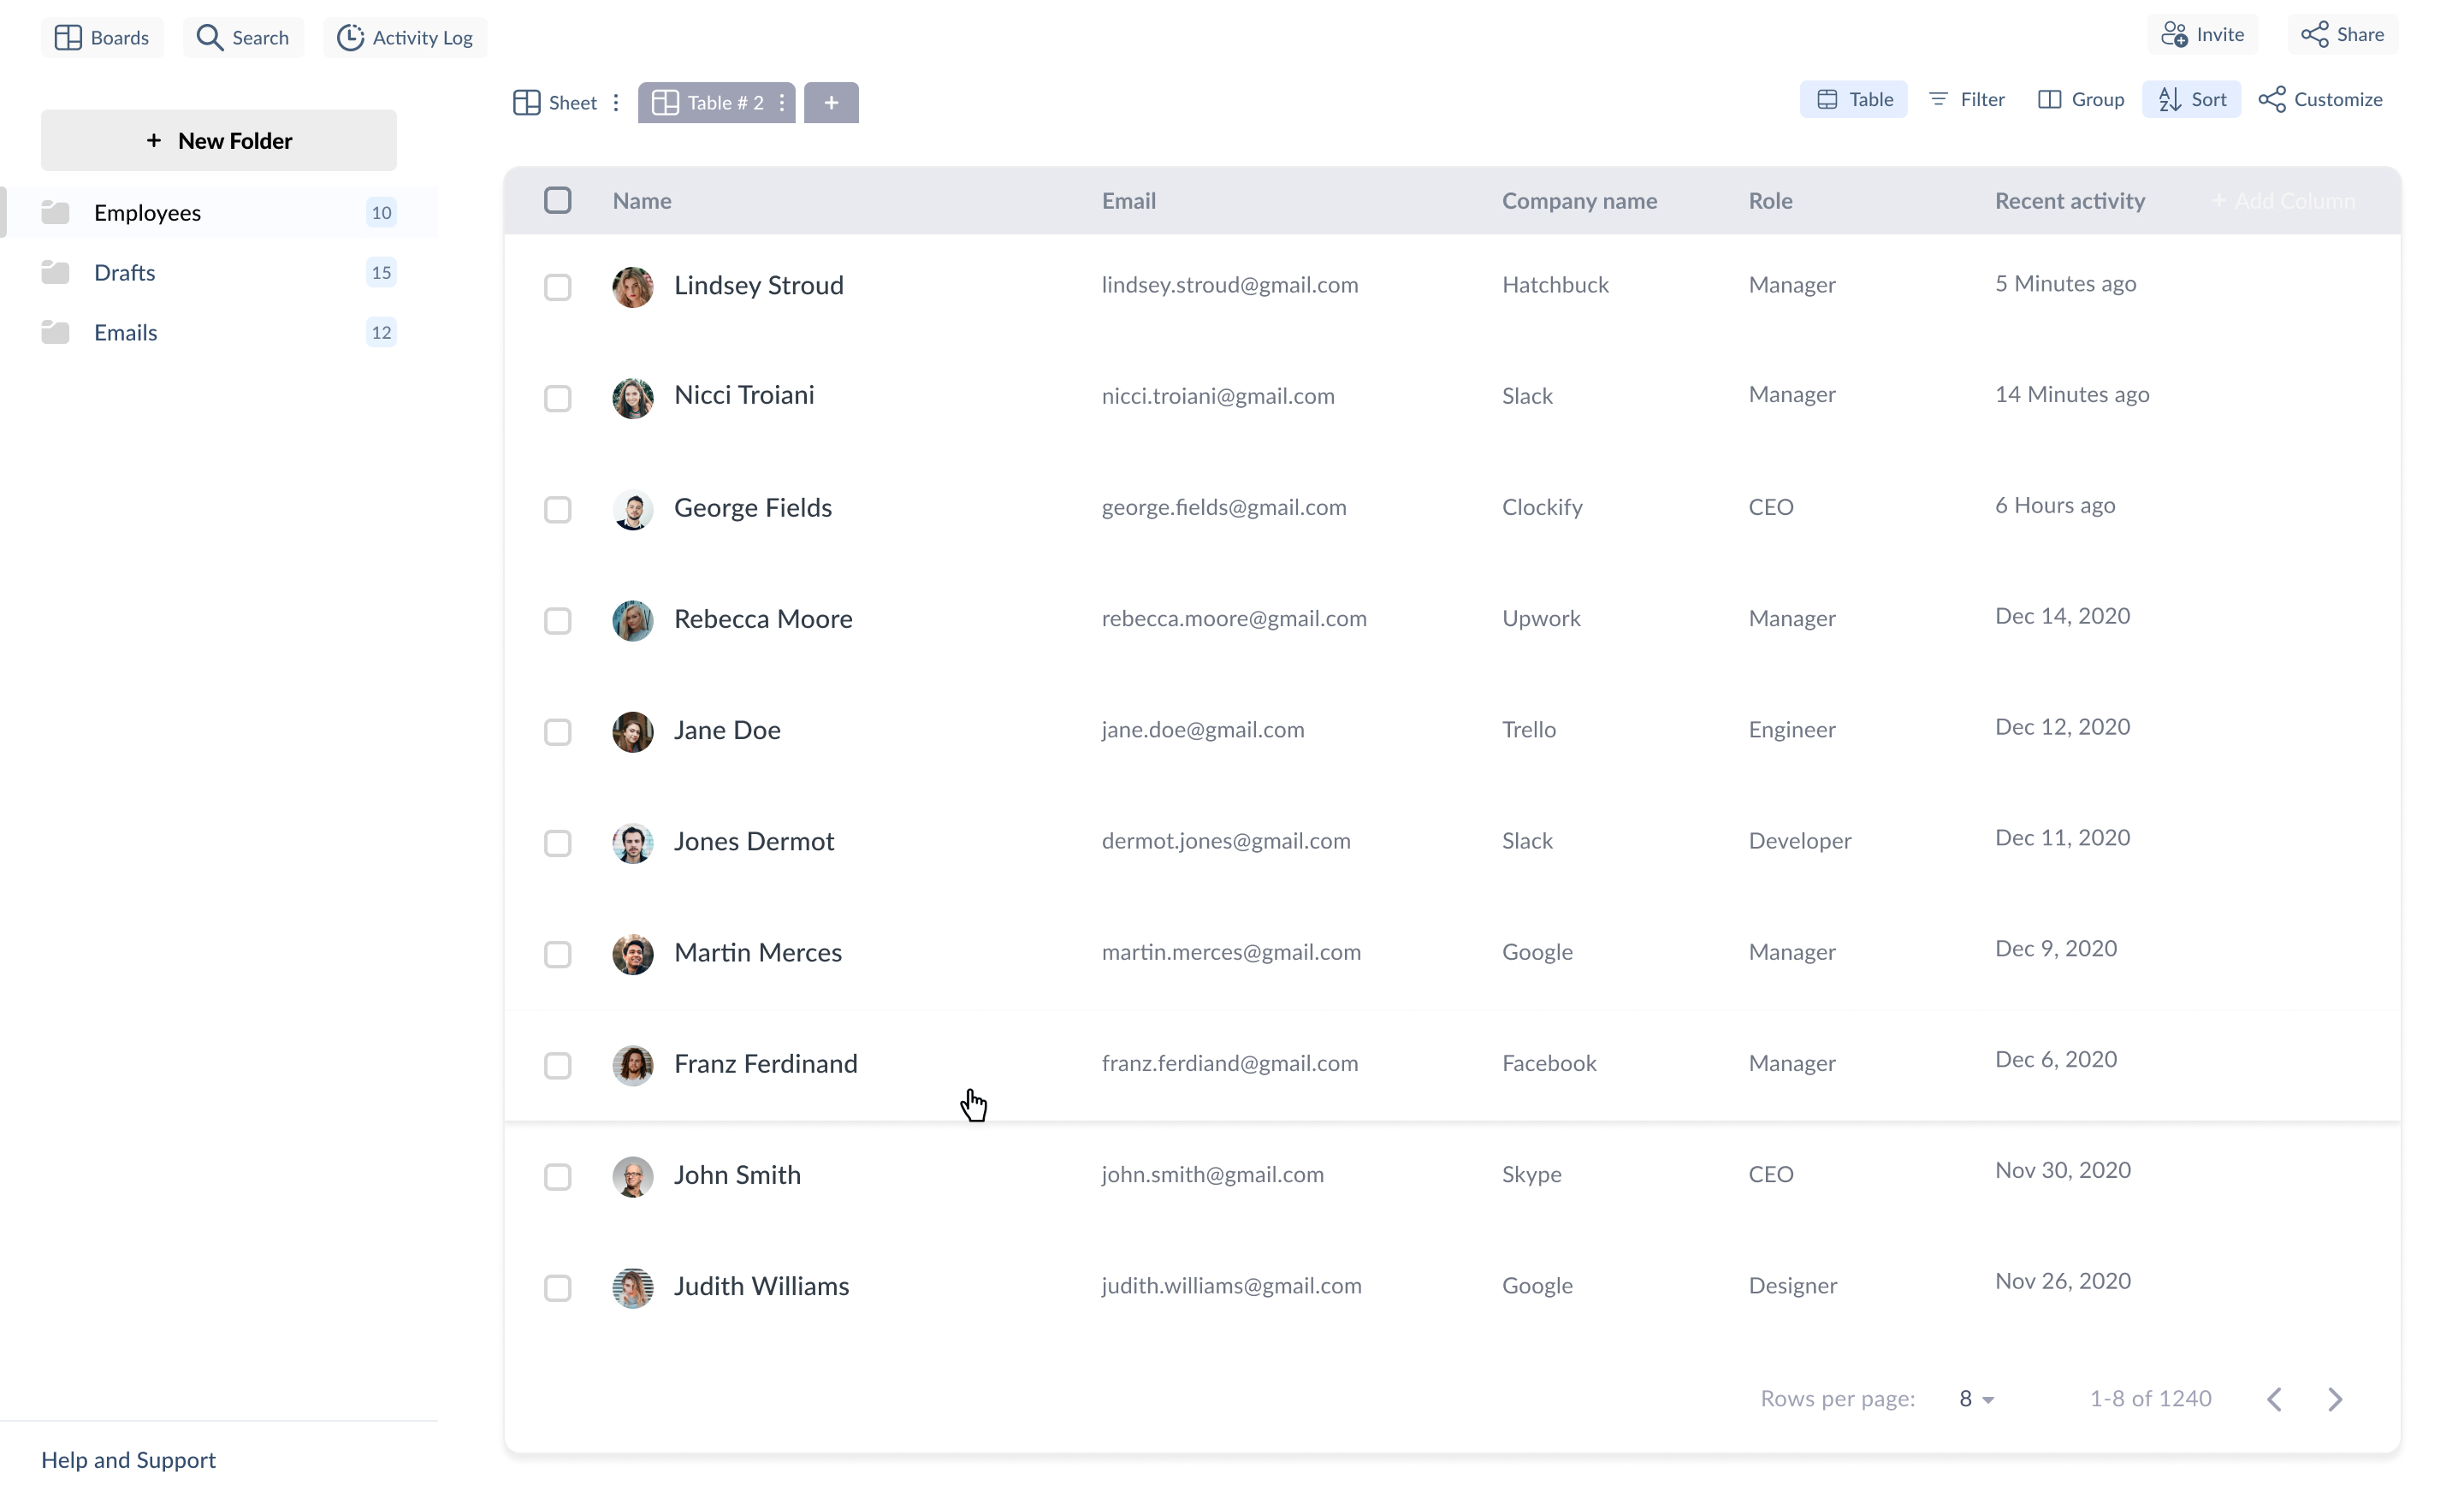 Boards Search Activity Log Invite Share
Sheet Table # 2 + Table Filter Group Sort Customize
+ New Folder
Employees 10
Drafts 15
Emails 12
Name Email Company name Role Recent activity + Add Column
Lindsey Stroud lindsey.stroud@gmail.com Hatchbuck Manager 5 Minutes ago
Nicci Troiani nicci.troiani@gmail.com Slack Manager 14 Minutes ago
George Fields george.fields@gmail.com Clockify CEO 6 Hours ago
Rebecca Moore rebecca.moore@gmail.com Upwork Manager Dec 14, 2020
Jane Doe jane.doe@gmail.com Trello Engineer Dec 12, 2020
Jones Dermot dermot.jones@gmail.com Slack Developer Dec 11, 2020
Martin Merces martin.merces@gmail.com Google Manager Dec 9, 2020
Franz Ferdinand franz.ferdiand@gmail.com Facebook Manager Dec 6, 2020
John Smith john.smith@gmail.com Skype CEO Nov 30, 2020
Judith Williams judith.williams@gmail.com Google Designer Nov 26, 2020
Rows per page: 8 1-8 of 1240
Help and Support